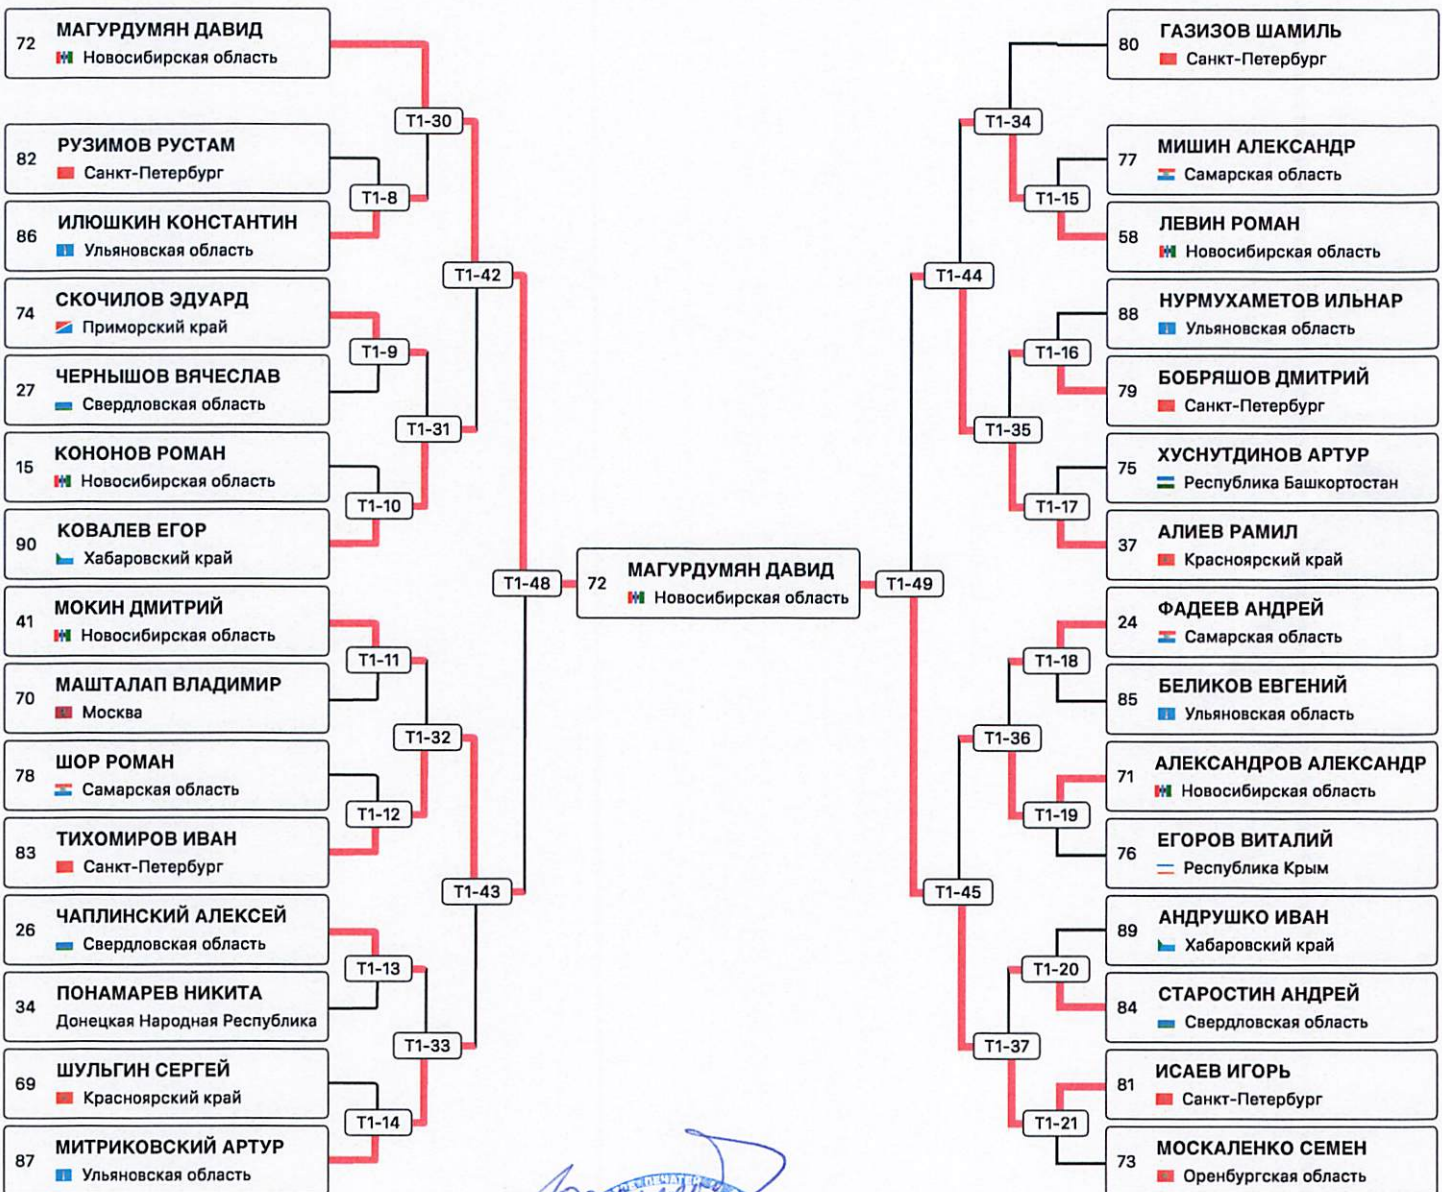 72 МАГУРДУМЯН ДАВИД
Новосибирская область
82 РУЗИМОВ РУСТАМ
Санкт-Петербург
86 ИЛЮШКИН КОНСТАНТИН
Ульяновская область
74 СКОЧИЛОВ ЭДУАРД
Приморский край
27 ЧЕРНЫШОВ ВЯЧЕСЛАВ
Свердловская область
15 КОНОНОВ РОМАН
Новосибирская область
90 КОВАЛЕВ ЕГОР
Хабаровский край
41 МОКИН ДМИТРИЙ
Новосибирская область
70 МАШТАЛАП ВЛАДИМИР
Москва
78 ШОР РОМАН
Самарская область
83 ТИХОМИРОВ ИВАН
Санкт-Петербург
26 ЧАПЛИНСКИЙ АЛЕКСЕЙ
Свердловская область
34 ПОНАМАРЕВ НИКИТА
Донецкая Народная Республика
69 ШУЛЬГИН СЕРГЕЙ
Красноярский край
87 МИТРИКОВСКИЙ АРТУР
Ульяновская область
T1-8
T1-9
T1-10
T1-11
T1-12
T1-13
T1-14
T1-30
T1-31
T1-32
T1-33
T1-42
T1-43
T1-48
72 МАГУРДУМЯН ДАВИД
Новосибирская область
T1-49
T1-44
T1-45
T1-34
T1-35
T1-36
T1-37
T1-15
T1-16
T1-17
T1-18
T1-19
T1-20
T1-21
80 ГАЗИЗОВ ШАМИЛЬ
Санкт-Петербург
77 МИШИН АЛЕКСАНДР
Самарская область
58 ЛЕВИН РОМАН
Новосибирская область
88 НУРМУХАМЕТОВ ИЛЬНАР
Ульяновская область
79 БОБРЯШОВ ДМИТРИЙ
Санкт-Петербург
75 ХУСНУТДИНОВ АРТУР
Республика Башкортостан
37 АЛИЕВ РАМИЛ
Красноярский край
24 ФАДЕЕВ АНДРЕЙ
Самарская область
85 БЕЛИКОВ ЕВГЕНИЙ
Ульяновская область
71 АЛЕКСАНДРОВ АЛЕКСАНДР
Новосибирская область
76 ЕГОРОВ ВИТАЛИЙ
Республика Крым
89 АНДРУШКО ИВАН
Хабаровский край
84 СТАРОСТИН АНДРЕЙ
Свердловская область
81 ИСАЕВ ИГОРЬ
Санкт-Петербург
73 МОСКАЛЕНКО СЕМЕН
Оренбургская область